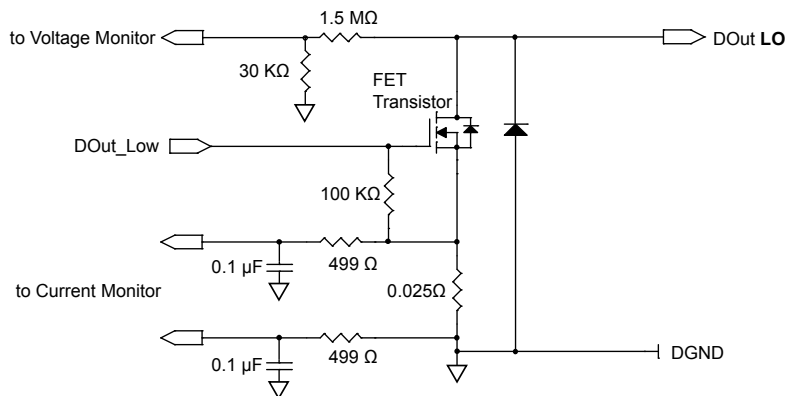 1.5 MΩ
to Voltage Monitor
DOut LO
30 KΩ
FET
Transistor
DOut_Low
100 KΩ
0.1 µF
499 Ω
0.025Ω
to Current Monitor
0.1 µF
499 Ω
DGND